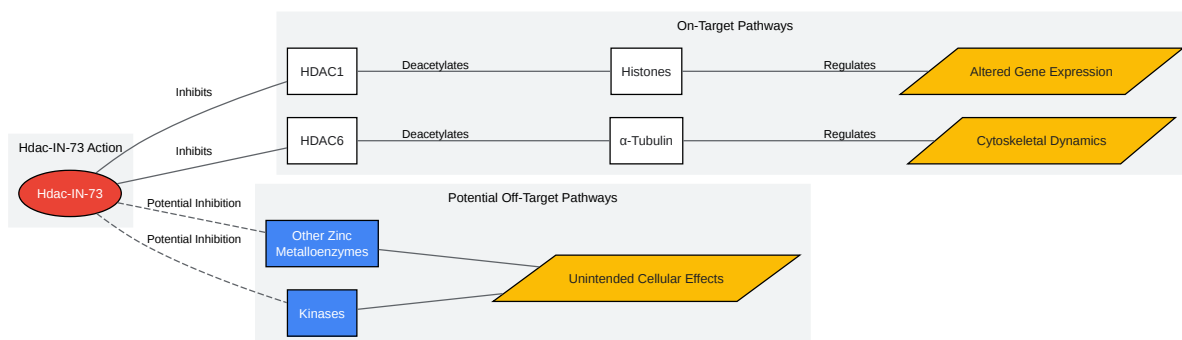 On-Target Pathways
HDAC1
Deacetylates
Histones
Regulates
Altered Gene Expression
Inhibits
HDAC6
Deacetylates
α-Tubulin
Regulates
Cytoskeletal Dynamics
Inhibits
Hdac-IN-73 Action
Hdac-IN-73
Potential Off-Target Pathways
Potential Inhibition
Other Zinc
Metalloenzymes
Potential Inhibition
Unintended Cellular Effects
Kinases